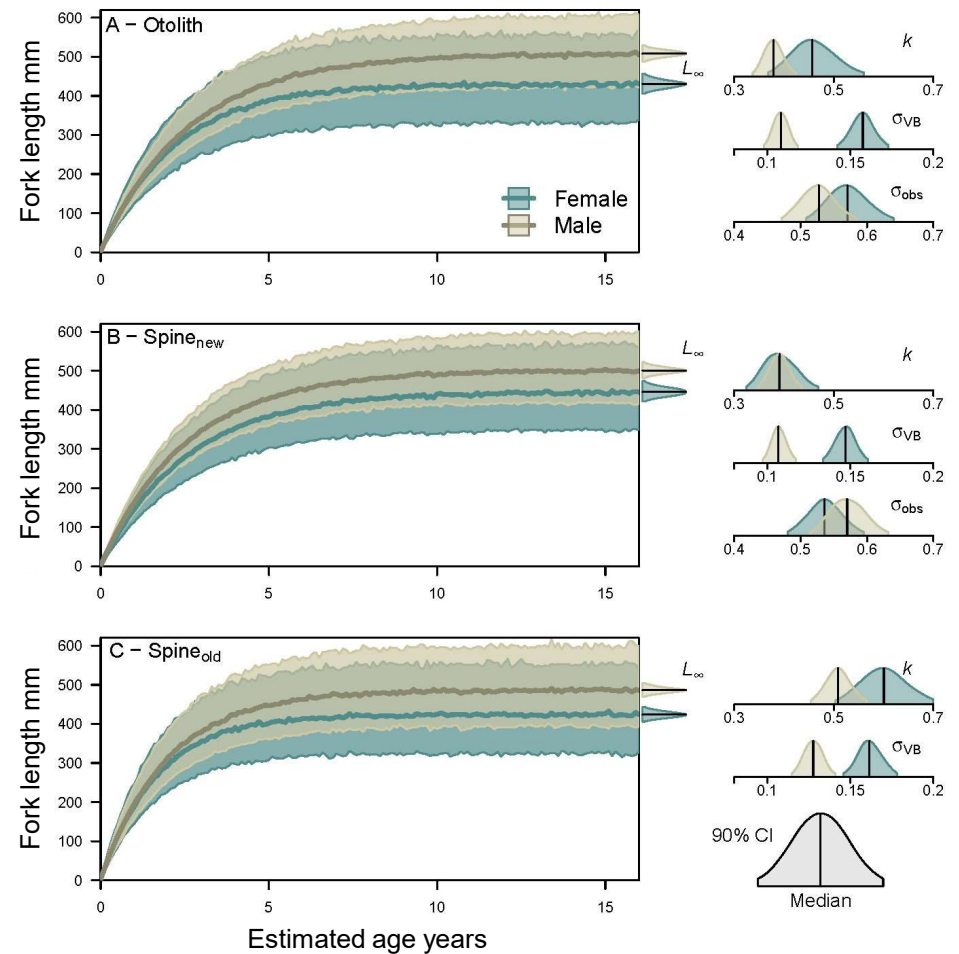 A − Otolith
Fork length mm
600
500
400
300
200
100
0
0 5 10 15
Female
Male
L∞
k
0.3 0.5 0.7
σVB
0.1 0.15 0.2
σobs
0.4 0.5 0.6 0.7
B − Spinenew
Fork length mm
600
500
400
300
200
100
0
0 5 10 15
L∞
k
0.3 0.5 0.7
σVB
0.1 0.15 0.2
σobs
0.4 0.5 0.6 0.7
C − Spineold
Fork length mm
600
500
400
300
200
100
0
0 5 10 15
Estimated age years
L∞
k
0.3 0.5 0.7
σVB
0.1 0.15 0.2
90% CI
Median